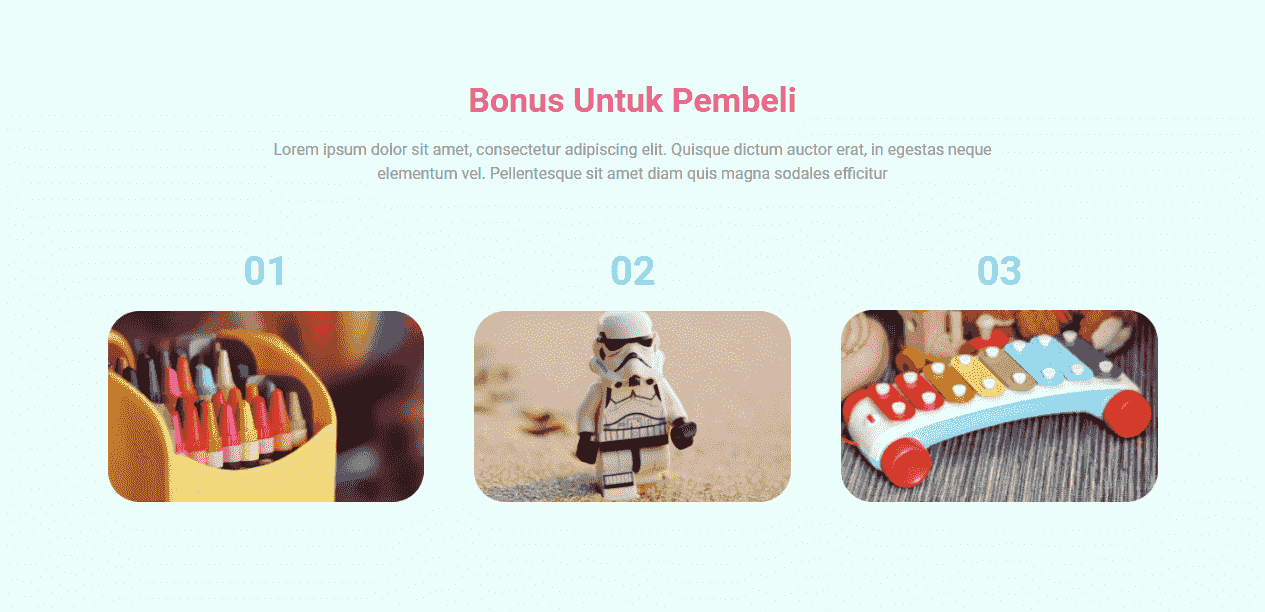 Bonus Untuk Pembeli
Lorem ipsum dolor sit amet, consectetur adipiscing elit. Quisque dictum auctor erat, in egestas neque
elementum vel. Pellentesque sit amet diam quis magna sodales efficitur
01
02
03